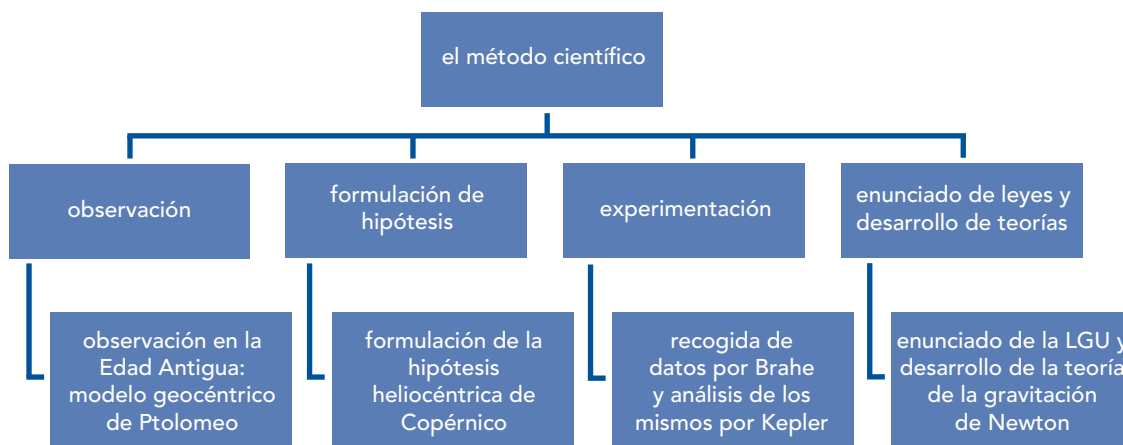 el método científico
observación
formulación de
hipótesis
experimentación
enunciado de leyes y
desarrollo de teorías
observación en la
Edad Antigua:
modelo geocéntrico
de Ptolomeo
formulación de la
hipótesis
heliocéntrica de
Copérnico
recogida de
datos por Brahe
y análisis de los
mismos por Kepler
enunciado de la LGU y
desarrollo de la teoría
de la gravitación
de Newton